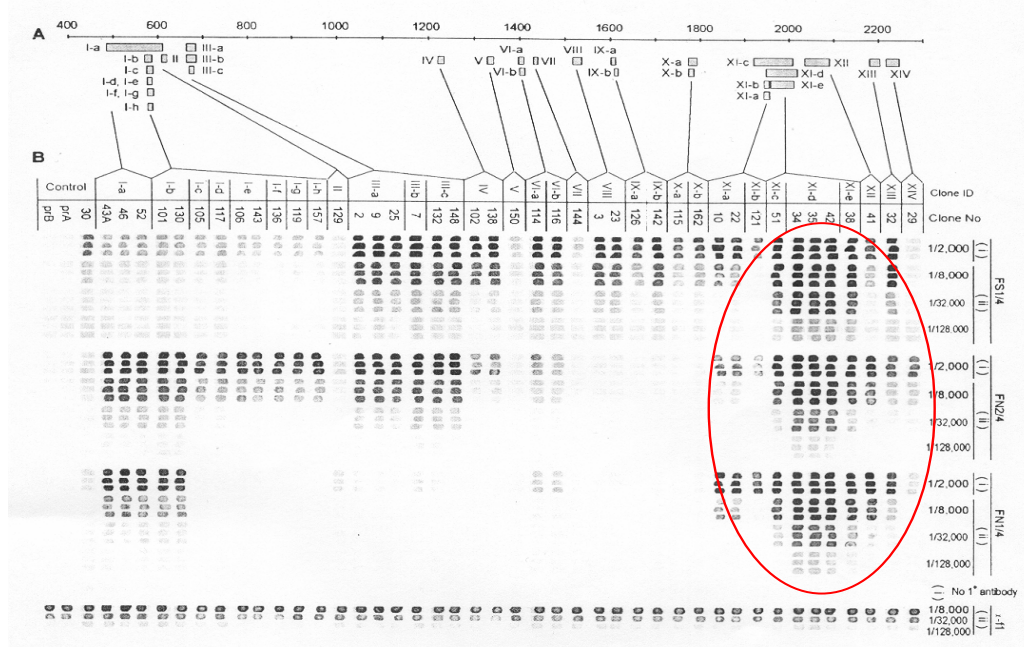 400 600 800 1000 1200 1400 1600 1800 2000 2200
A
I-a III-a VI-a VIII IX-a XI-c XII
I-b II III-b IV V VII X-a
I-c III-c VI-b IX-b X-b XI-d XIII XIV
I-d, I-e XI-b XI-e
I-f, I-g XI-a
I-h
B
Control I-a I-b I-c I-d I-e I-f I-g I-h II III-a III-b III-c IV V VI-a VI-b VII VIII IX-a IX-b X-a X-b XI-a XI-b XI-c XI-d XI-e XII XIII XIV Clone ID
prB prA 30 43A 46 52 101 130 105 117 106 143 136 119 157 129 2 9 25 7 132 148 102 138 150 114 116 144 3 23 126 142 115 162 10 22 121 51 34 35 42 38 41 32 29 Clone No
1/2,000 (i)
1/8,000
1/32,000 (ii)
1/128,000
FS1/4
1/2,000 (i)
1/8,000
1/32,000 (ii)
1/128,000
FN2/4
1/2,000 (i)
1/8,000
1/32,000 (ii)
1/128,000
FN1/4
(i) No 1° antibody
1/8,000
1/32,000 (ii)
1/128,000